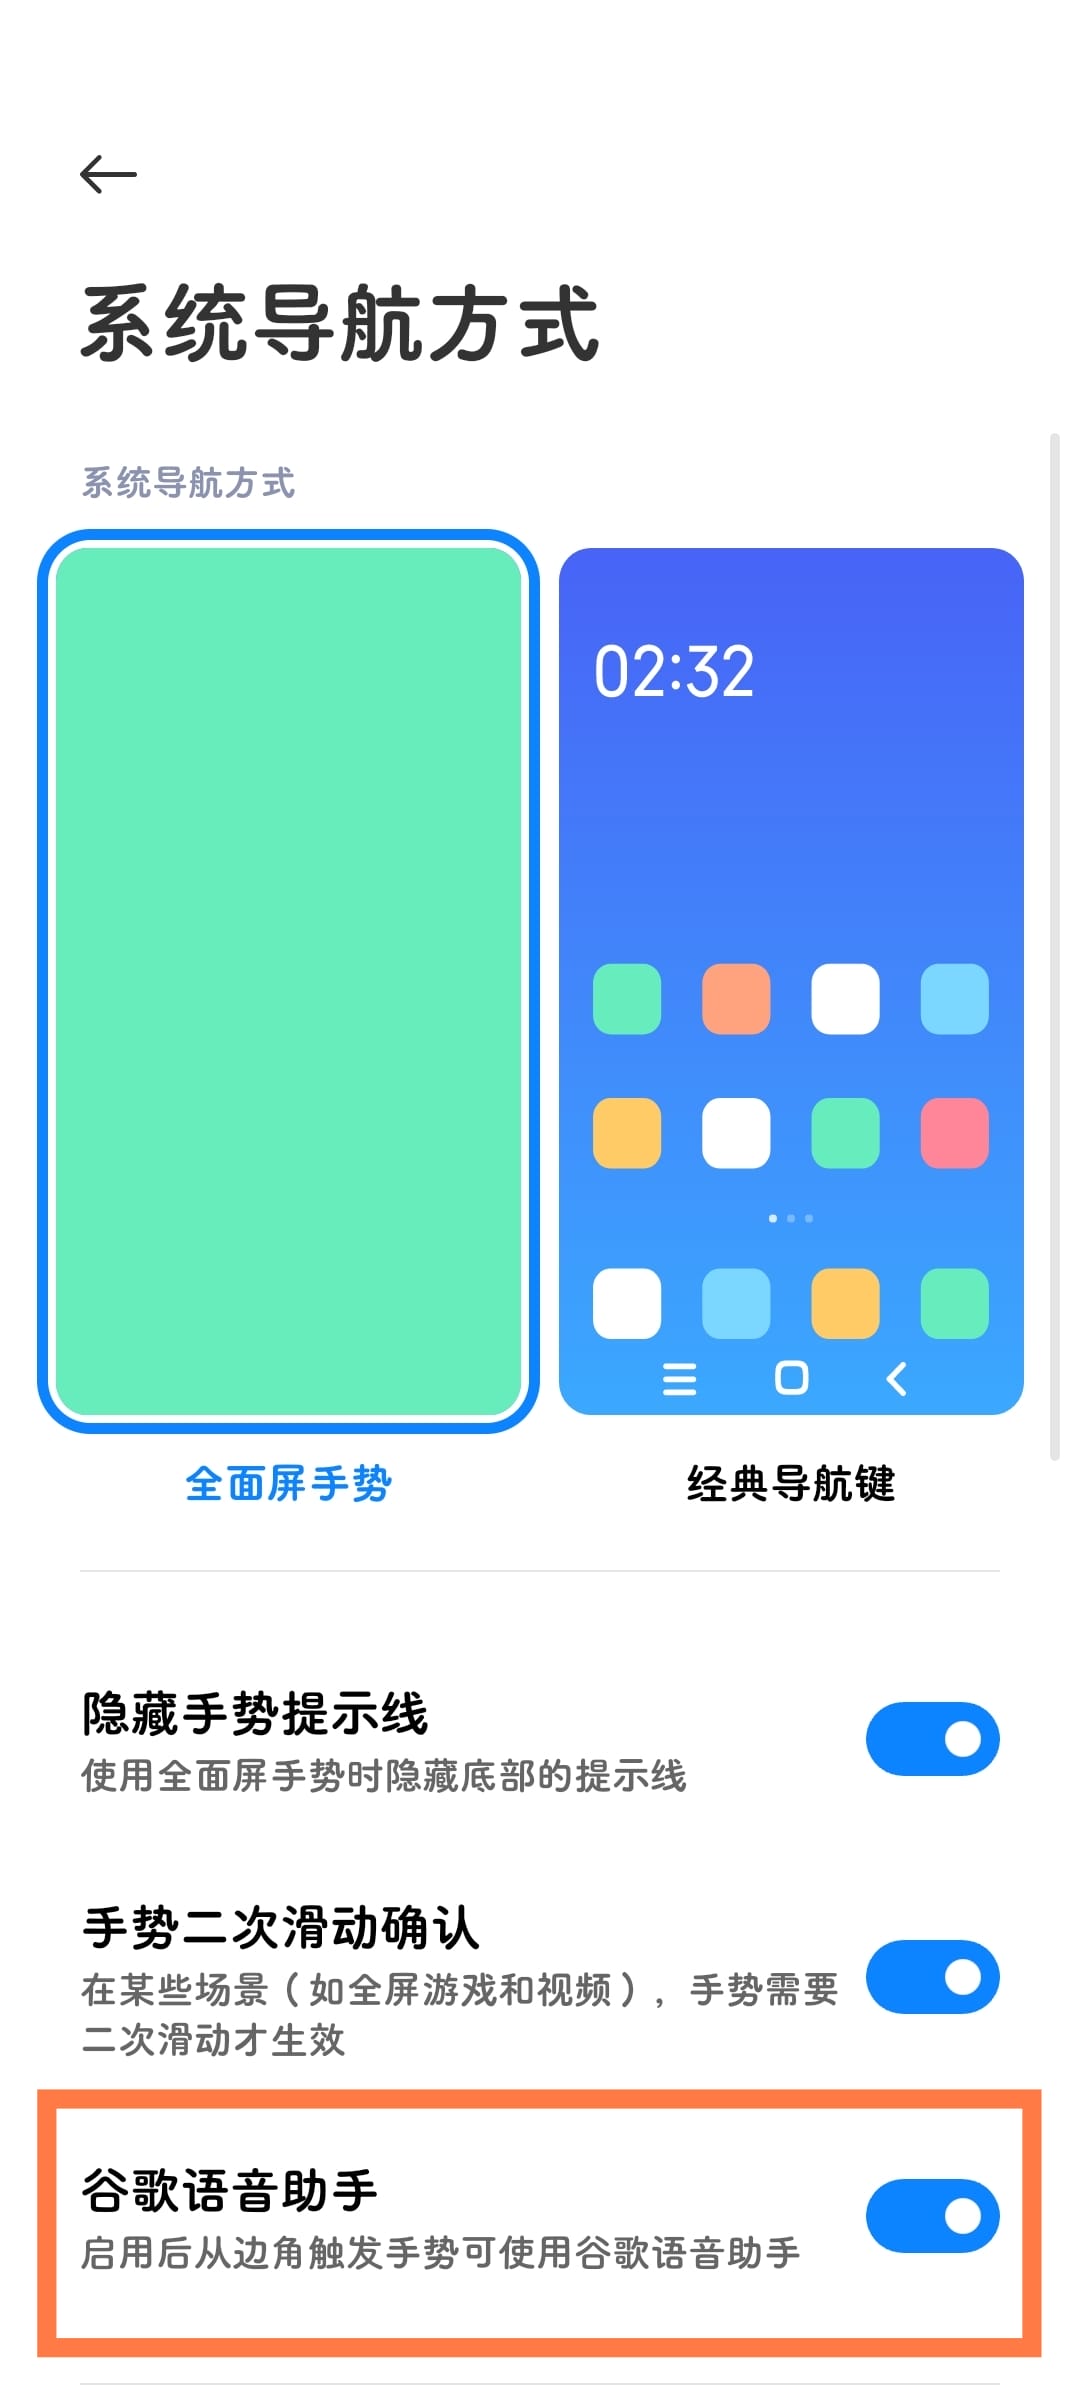 系统导航方式
系统导航方式
02:32
全面屏手势
经典导航键
隐藏手势提示线
使用全面屏手势时隐藏底部的提示线
手势二次滑动确认
在某些场景（如全屏游戏和视频），手势需要
二次滑动才生效
谷歌语音助手
启用后从边角触发手势可使用谷歌语音助手